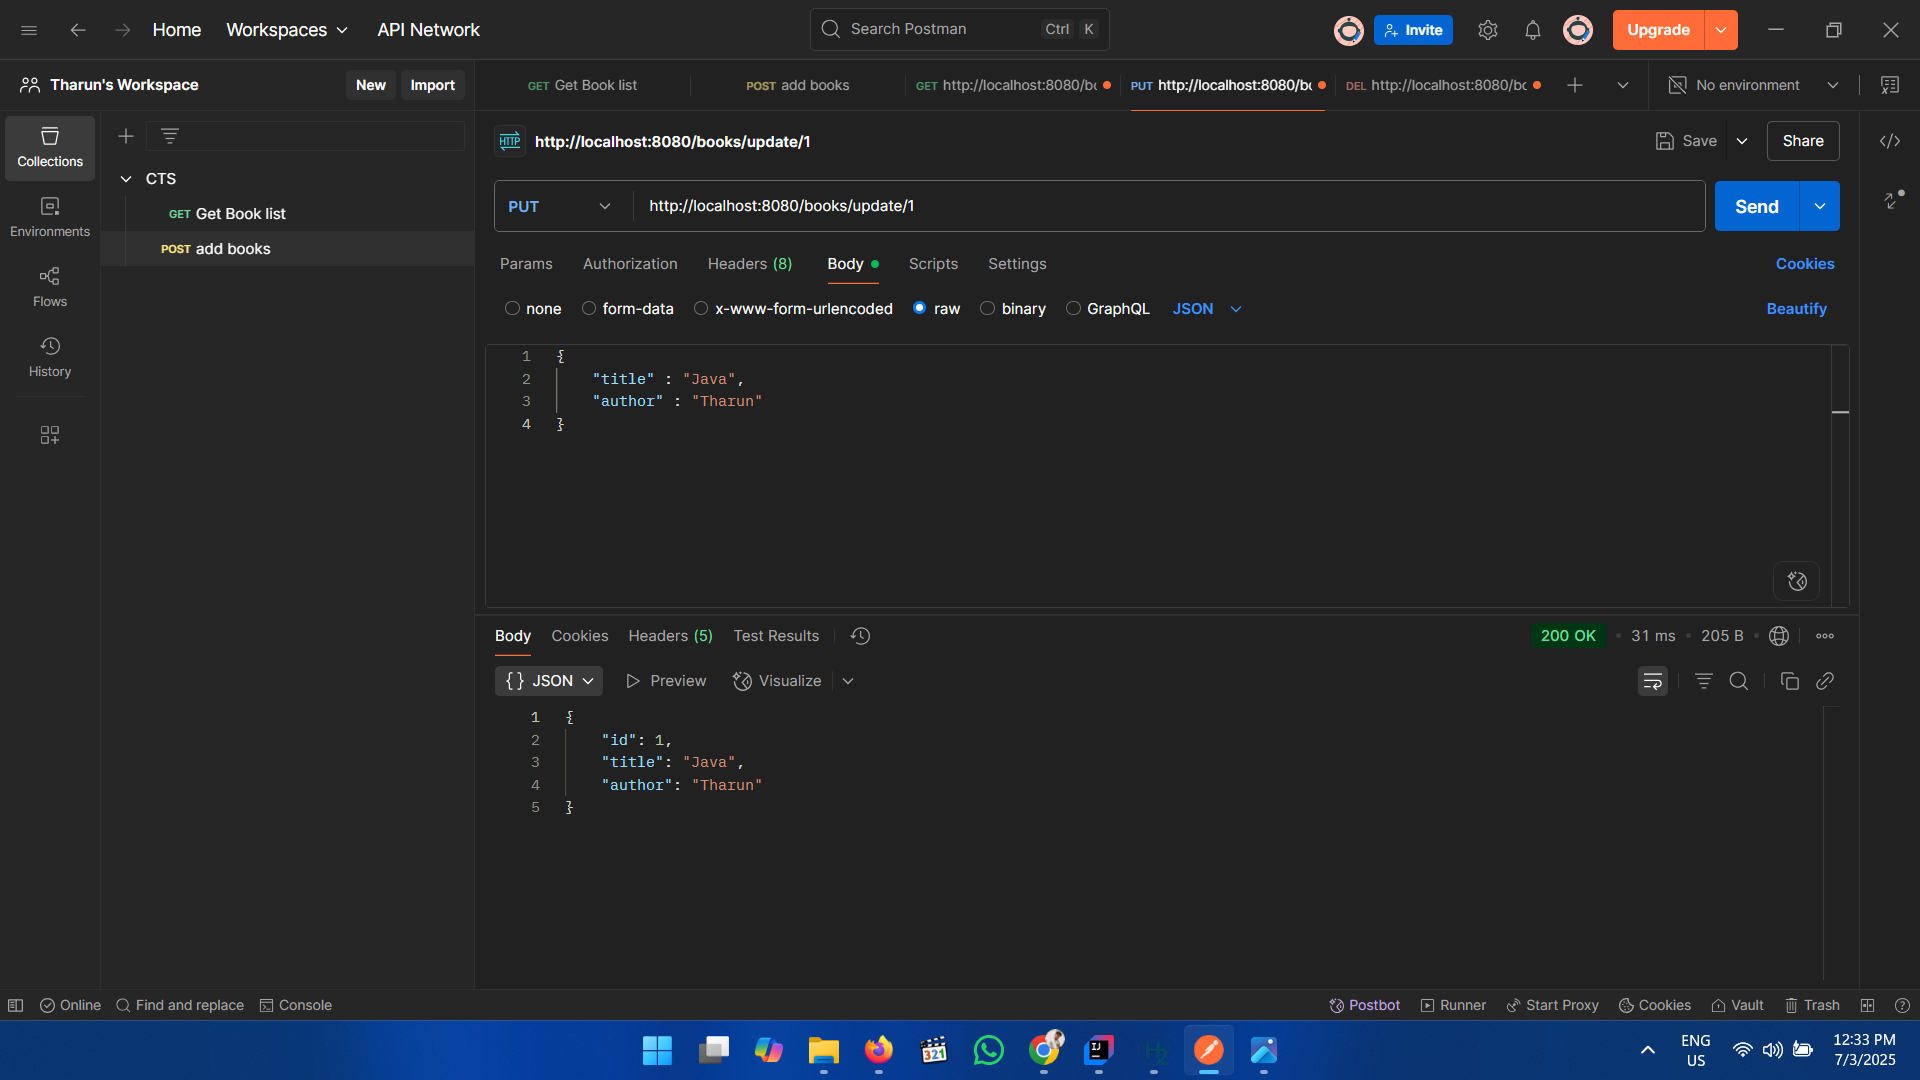 Home Workspaces API Network Search Postman Ctrl K Invite Upgrade
Tharun's Workspace New Import GET Get Book list POST add books GET http://localhost:8080/b PUT http://localhost:8080/b DEL http://localhost:8080/b No environment
Collections
Environments
Flows
History
CTS
GET Get Book list
POST add books
HTTP http://localhost:8080/books/update/1 Save Share
PUT http://localhost:8080/books/update/1 Send
Params Authorization Headers (8) Body Scripts Settings Cookies
none form-data x-www-form-urlencoded raw binary GraphQL JSON Beautify
1 {
2 "title" : "Java",
3 "author" : "Tharun"
4 }
Body Cookies Headers (5) Test Results 200 OK • 31 ms • 205 B •
{} JSON Preview Visualize
1 {
2 "id": 1,
3 "title": "Java",
4 "author": "Tharun"
5 }
Online Find and replace Console Postbot Runner Start Proxy Cookies Vault Trash
321 IJ H2 ENG 12:33 PM
US 7/3/2025